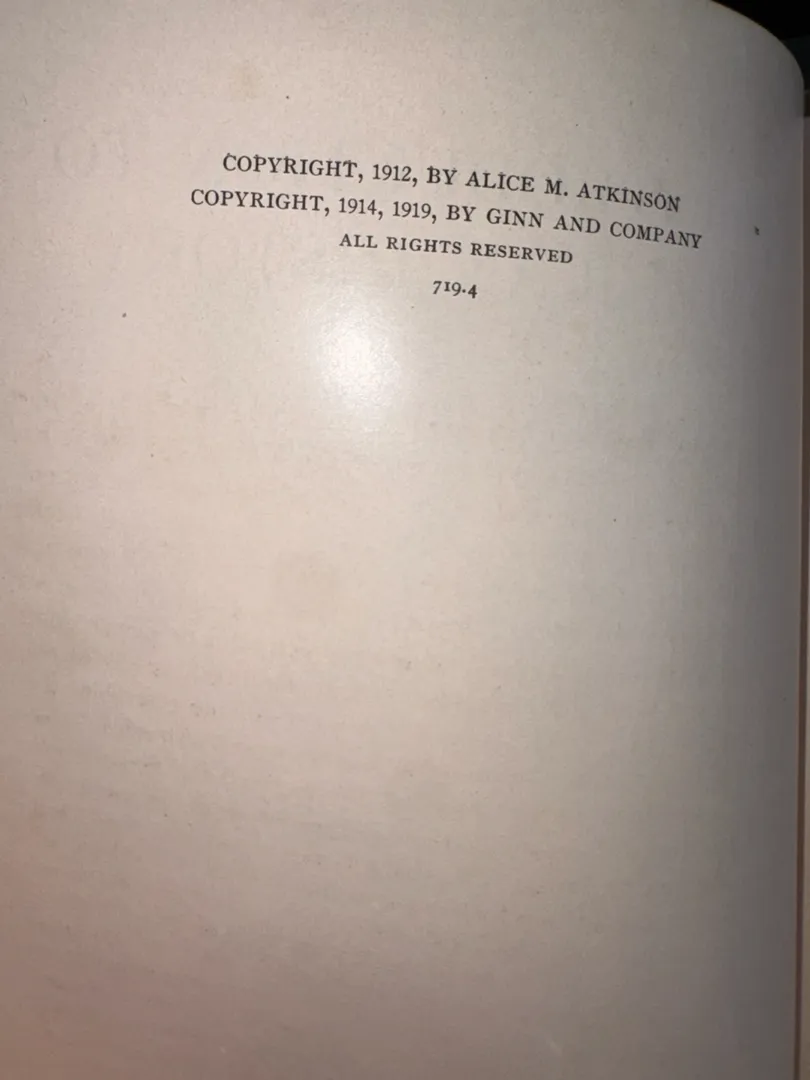 COPYRIGHT, 1912, BY ALICE M. ATKINSON
COPYRIGHT, 1914, 1919, BY GINN AND COMPANY
ALL RIGHTS RESERVED
719.4